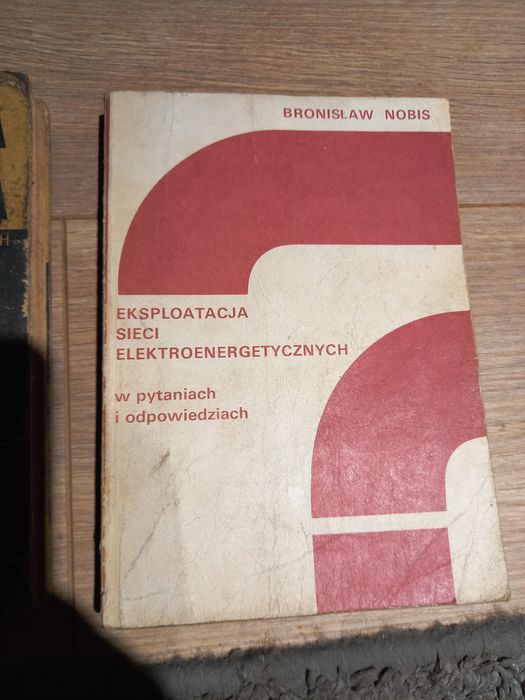 BRONISŁAW NOBIS
EKSPLOATACJA
SIECI
ELEKTROENERGETYCZNYCH
w pytaniach
i odpowiedziach